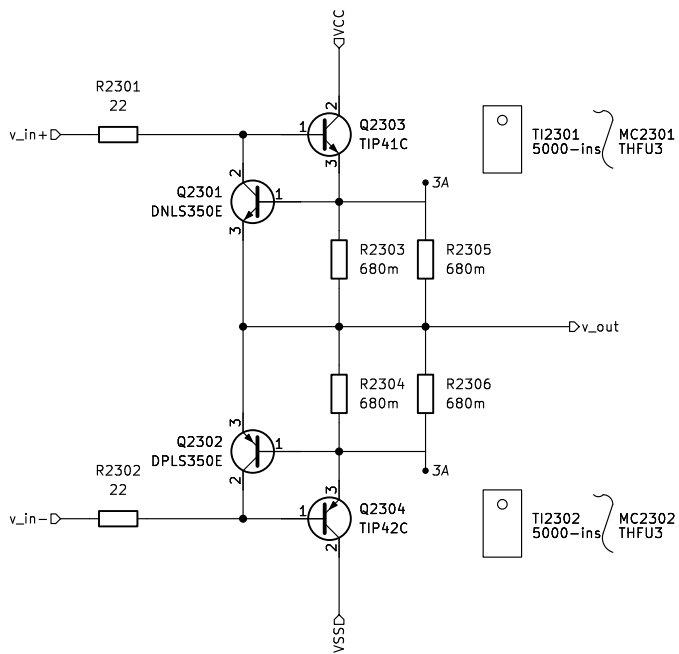 VCC
R2301
22
v_in+
2
1
Q2303
TIP41C
3
TI2301
5000-ins
MC2301
THFU3
2
Q2301
DNLS350E
1
3
3A
R2303
680m
R2305
680m
v_out
R2304
680m
R2306
680m
3
Q2302
DPLS350E
1
2
3A
R2302
22
v_in-
3
1
Q2304
TIP42C
2
TI2302
5000-ins
MC2302
THFU3
VSS